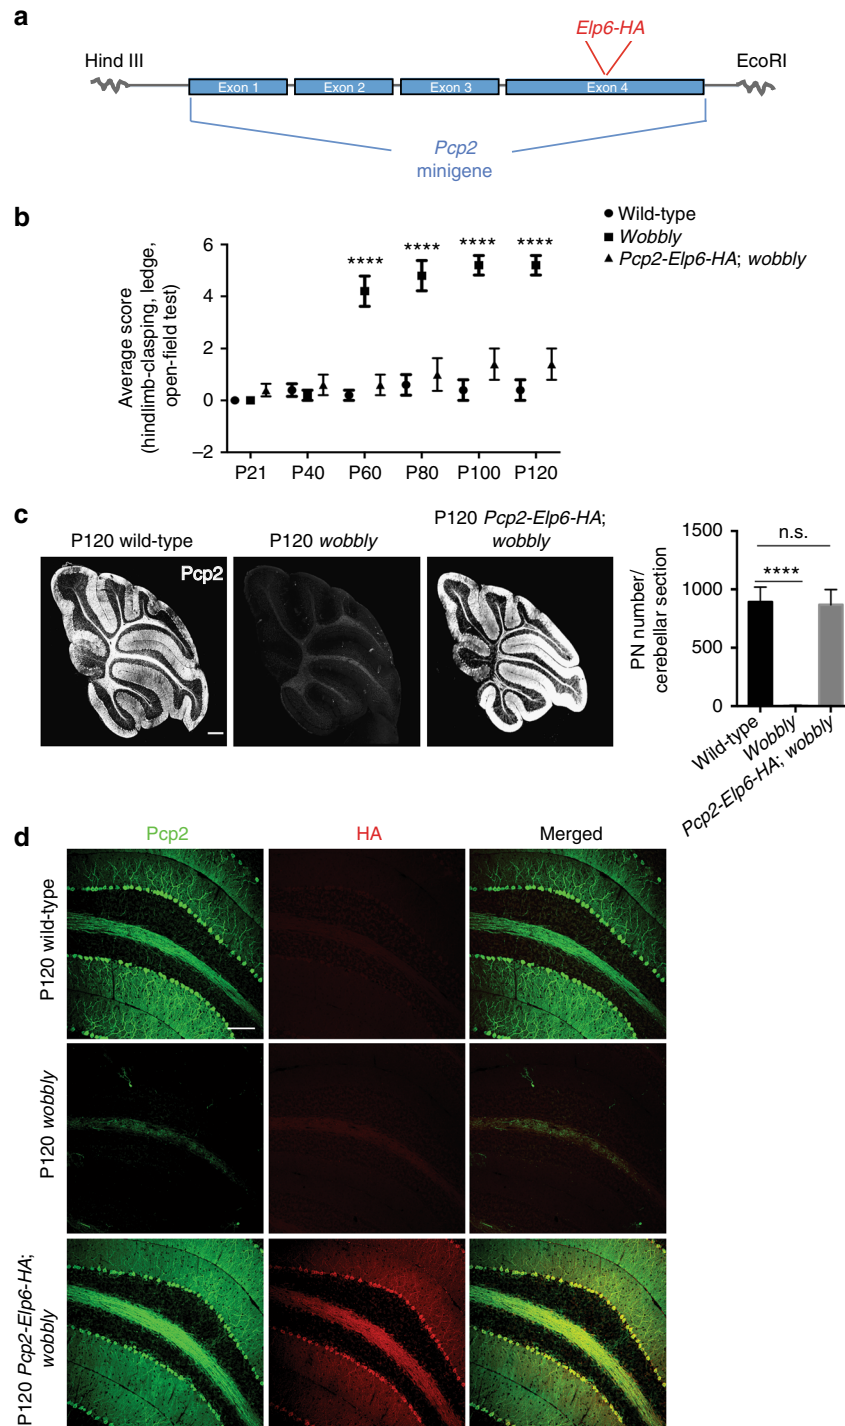 a
Elp6-HA
Hind III
EcoRI
Exon 1
Exon 2
Exon 3
Exon 4
Pcp2
minigene
b
Wild-type
Wobbly
Pcp2-Elp6-HA; wobbly
Average score
(hindlimb-clasping, ledge,
open-field test)
6
4
2
0
–2
****
****
****
****
P21
P40
P60
P80
P100
P120
c
P120 wild-type
P120 wobbly
P120 Pcp2-Elp6-HA;
wobbly
Pcp2
PN number/
cerebellar section
1500
1000
500
0
n.s.
****
Wild-type
Wobbly
Pcp2-Elp6-HA; wobbly
d
Pcp2
HA
Merged
P120 wild-type
P120 wobbly
P120 Pcp2-Elp6-HA;
wobbly